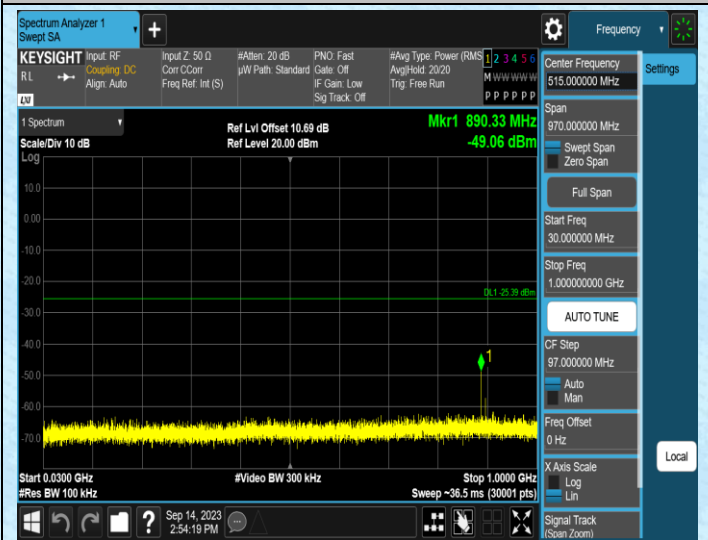 Spectrum Analyzer 1
Swept SA
+
Frequency
KEYSIGHT
RL
LXI
Input: RF
Coupling: DC
Align: Auto
Input Z: 50 Ω
Corr CCorr
Freq Ref: Int (S)
#Atten: 20 dB
µW Path: Standard
PNO: Fast
Gate: Off
IF Gain: Low
Sig Track: Off
#Avg Type: Power (RMS
Avg|Hold: 20/20
Trig: Free Run
1 2 3 4 5 6
M W W W W W
P P P P P P
Center Frequency
515.000000 MHz
Settings
Span
970.000000 MHz
Swept Span
Zero Span
Full Span
Start Freq
30.000000 MHz
Stop Freq
1.000000000 GHz
AUTO TUNE
CF Step
97.000000 MHz
Auto
Man
Freq Offset
0 Hz
X Axis Scale
Log
Lin
Signal Track
(Span Zoom)
Local
1 Spectrum
Scale/Div 10 dB
Log
Ref Lvl Offset 10.69 dB
Ref Level 20.00 dBm
Mkr1 890.33 MHz
-49.06 dBm
10.0
0.00
-10.0
-20.0
DL1 -25.39 dBm
-30.0
-40.0
1
-50.0
-60.0
-70.0
Start 0.0300 GHz
#Res BW 100 kHz
#Video BW 300 kHz
Stop 1.0000 GHz
Sweep ~36.5 ms (30001 pts)
?
Sep 14, 2023
2:54:19 PM